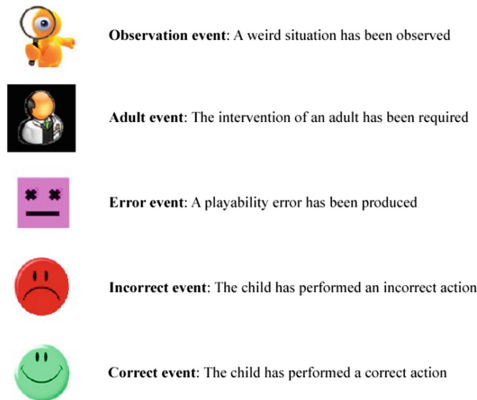 Observation event: A weird situation has been observed
Adult event: The intervention of an adult has been required
Error event: A playability error has been produced
Incorrect event: The child has performed an incorrect action
Correct event: The child has performed a correct action